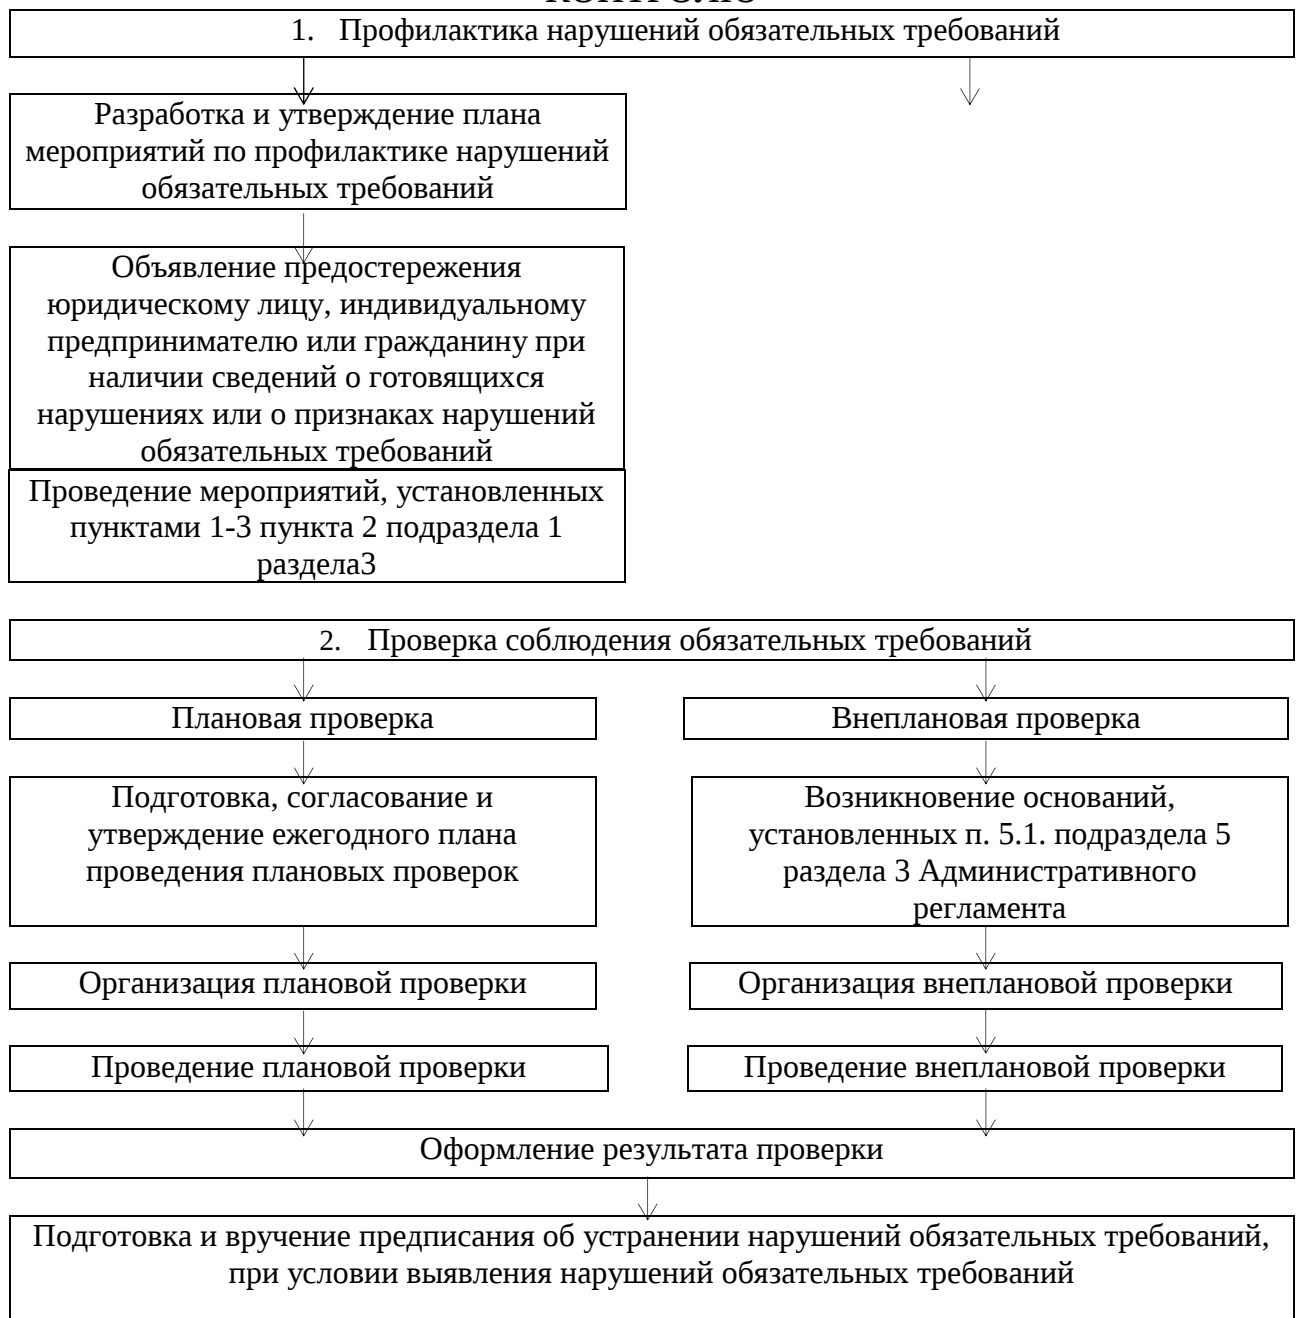 1. Профилактика нарушений обязательных требований
Разработка и утверждение плана
мероприятий по профилактике нарушений
обязательных требований
Объявление предостережения
юридическому лицу, индивидуальному
предпринимателю или гражданину при
наличии сведений о готовящихся
нарушениях или о признаках нарушений
обязательных требований
Проведение мероприятий, установленных
пунктами 1-3 пункта 2 подраздела 1
раздела3
2. Проверка соблюдения обязательных требований
Плановая проверка
Внеплановая проверка
Подготовка, согласование и
утверждение ежегодного плана
проведения плановых проверок
Возникновение оснований,
установленных п. 5.1. подраздела 5
раздела 3 Административного
регламента
Организация плановой проверки
Организация внеплановой проверки
Проведение плановой проверки
Проведение внеплановой проверки
Оформление результата проверки
Подготовка и вручение предписания об устранении нарушений обязательных требований,
при условии выявления нарушений обязательных требований